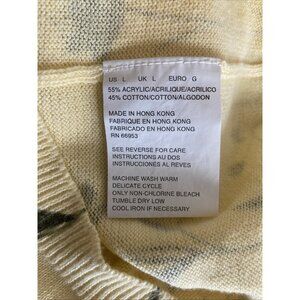 US L UK L EURO G
55% ACRYLIC/ACRILIQUE/ACRILICO
45% COTTON/COTTON/ALGODON
MADE IN HONG KONG
FABRIQUE EN HONG KONG
FABRICADO EN HONG KONG
RN 66953
SEE REVERSE FOR CARE
INSTRUCTIONS AU DOS
INSTRUCCIONES AL REVES
MACHINE WASH WARM
DELICATE CYCLE
ONLY NON-CHLORINE BLEACH
TUMBLE DRY LOW
COOL IRON IF NECESSARY